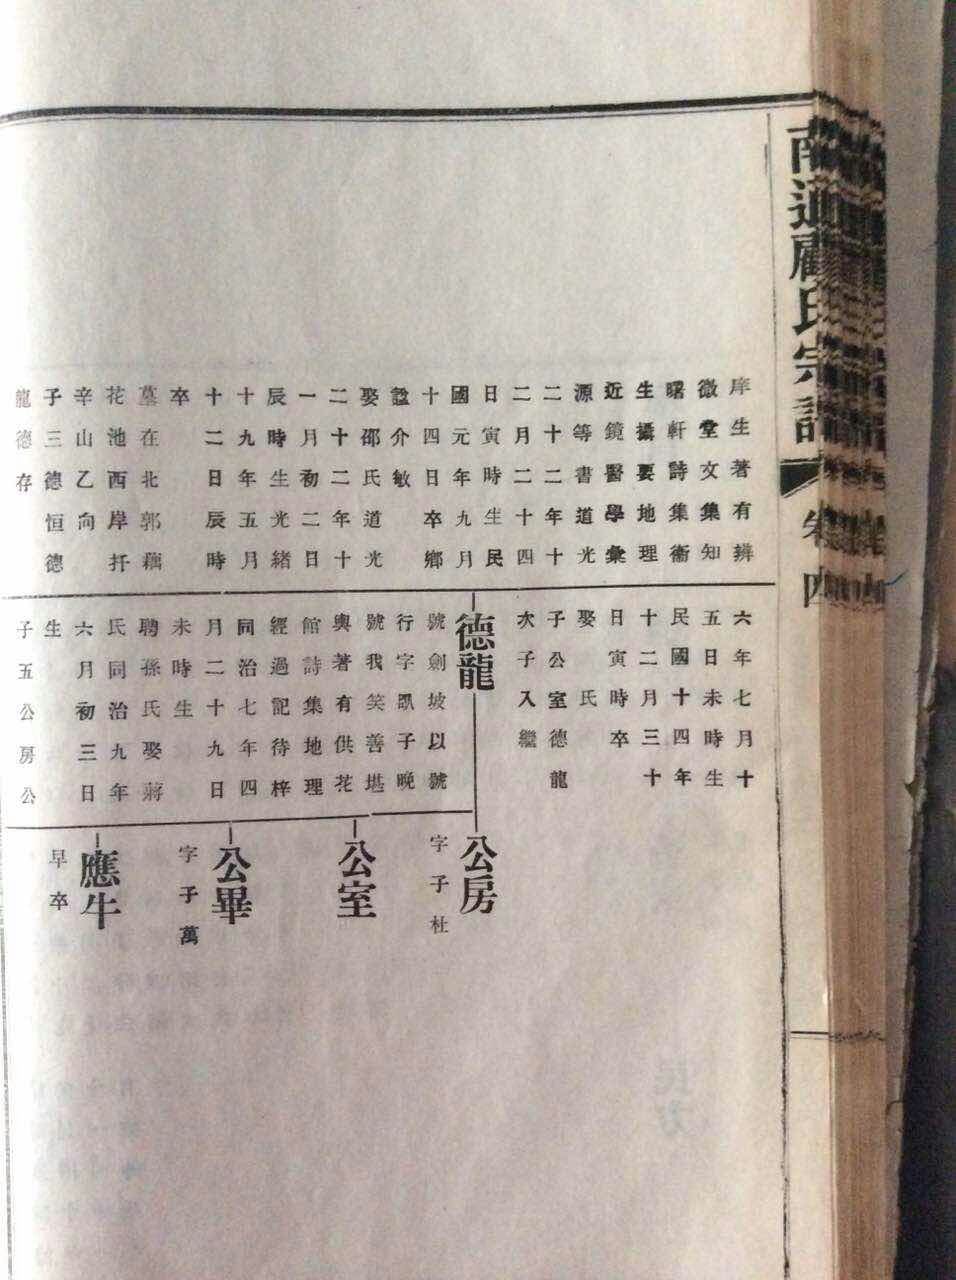 南通顧氏宗譜
卷四
庠生著有辨
微堂文集知
曙軒詩集衞
生攝要地理
近鏡醫學彙
源等書道光
二十二年十
二月二十四
日寅時生民
國元年九月
十四日卒鄉
諡介敏
娶邵氏道光
二十二年十
一月初二日
辰時生光緒
十九年五月
十二日辰時
卒
墓在北郭藕
花池西岸扦
辛山乙向
子三德恒德
龍德存
六年七月十
五日未時生
民國十四年
十二月三十
日寅時卒
娶氏
子公室德龍
次子入繼
德龍
號劍坡以號
行字凮子晚
號我笑善堪
輿著有供花
館詩集地理
經過記待梓
同治七年四
月二十九日
未時生
聘孫氏娶蔣
氏同治九年
六月初三日
生
子五公房公
公房
字子杜
公室
公畢
字子萬
應牛
早卒